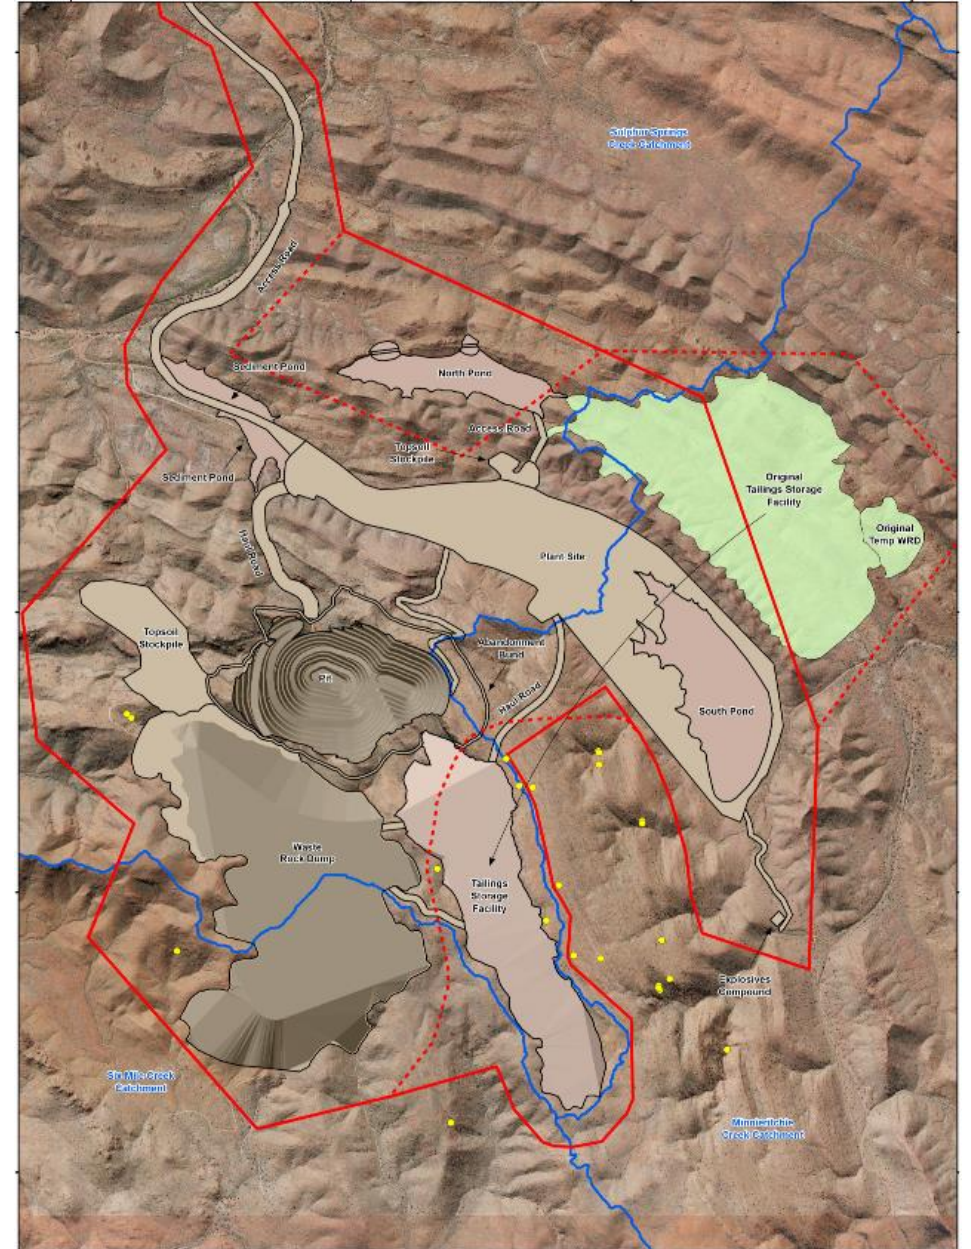 Sulphur Springs
Creek Catchment
Access Road
Sediment Pond
North Pond
Access Road
Topsoil
Stockpile
Sediment Pond
Original
Tailings Storage
Facility
Original
Temp WRD
Haul Road
Plant Site
Topsoil
Stockpile
Abandonment
Bund
Pit
Haul Road
South Pond
Waste
Rock Dump
Tailings
Storage
Facility
Explosives
Compound
Six Mile Creek
Catchment
Minnieritchie
Creek Catchment